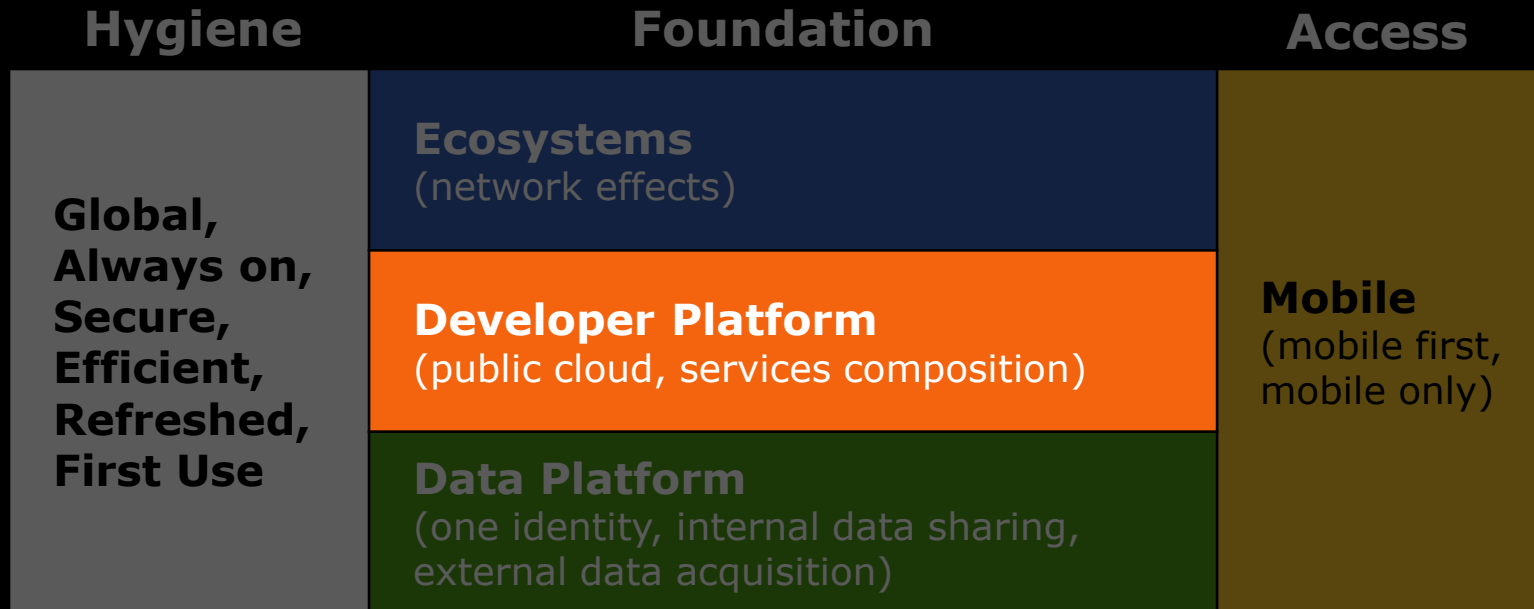 Hygiene
Foundation
Access
Global,
Always on,
Secure,
Efficient,
Refreshed,
First Use
Ecosystems
(network effects)
Developer Platform
(public cloud, services composition)
Data Platform
(one identity, internal data sharing,
external data acquisition)
Mobile
(mobile first,
mobile only)